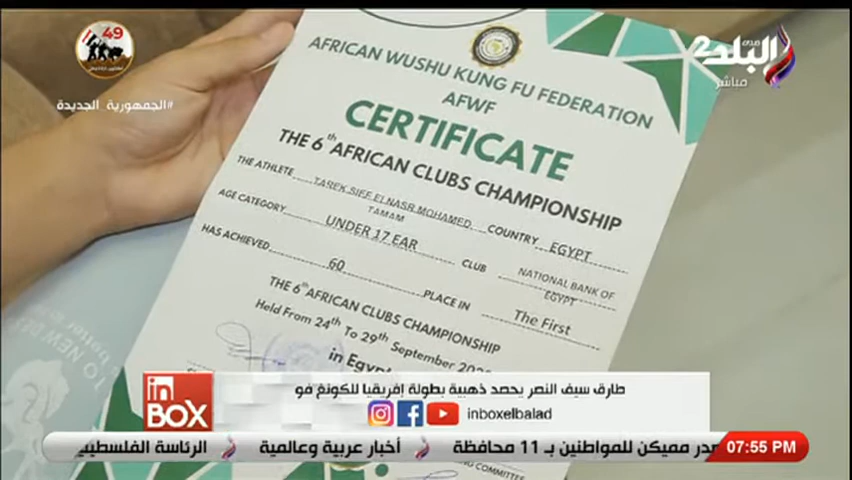 49
#الجمهورية_الجديدة
صدى البلد 2
مباشر
AFRICAN WUSHU KUNG FU FEDERATION
AFWF
CERTIFICATE
THE 6th AFRICAN CLUBS CHAMPIONSHIP
THE ATHLETE TAREK SIEF ELNASR MOHAMED TAMAM COUNTRY EGYPT
AGE CATEGORY UNDER 17 EAR CLUB NATIONAL BANK OF EGYPT
HAS ACHIEVED 60 PLACE IN The First
THE 6th AFRICAN CLUBS CHAMPIONSHIP
Held From 24th To 29th September
in Egypt
in BOX
طارق سيف النصر يحصد ذهبية بطولة إفريقيا للكونغ فو
inboxelbalad
مميكن للمواطنين بـ 11 محافظة أخبار عربية وعالمية الرئاسة
07:55 PM